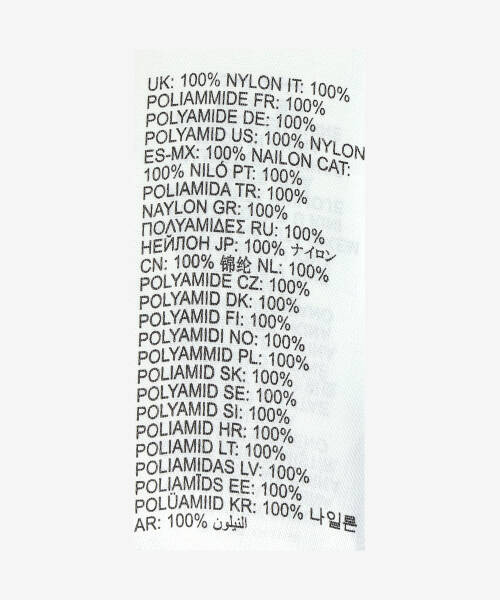 UK: 100% NYLON IT: 100%
POLIAMMIDE FR: 100%
POLYAMIDE DE: 100%
POLYAMID US: 100% NYLON
ES-MX: 100% NAILON CAT:
100% NILÓ PT: 100%
POLIAMIDA TR: 100%
NAYLON GR: 100%
ΠΟΛΥΑΜΙΔΕΣ RU: 100%
НЕЙЛОН JP: 100% ナイロン
CN: 100% 锦纶 NL: 100%
POLYAMIDE CZ: 100%
POLYAMID DK: 100%
POLYAMID FI: 100%
POLYAMIDI NO: 100%
POLYAMMID PL: 100%
POLIAMID SK: 100%
POLYAMID SE: 100%
POLYAMID SI: 100%
POLIAMID HR: 100%
POLIAMID LT: 100%
POLIAMIDAS LV: 100%
POLIAMĪDS EE: 100%
POLÜAMIID KR: 100% 나일론
AR: 100% النيلون